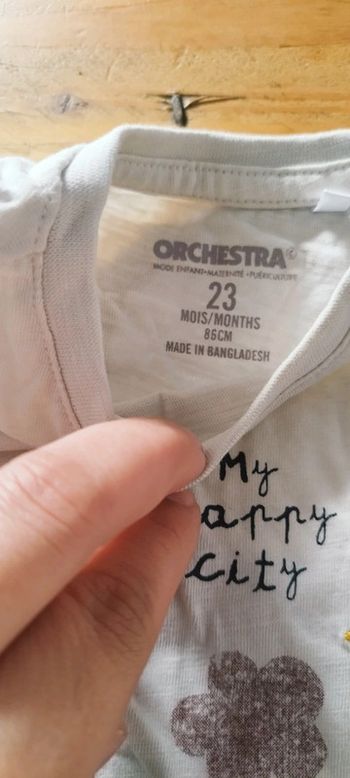 ORCHESTRA®
MODE ENFANT•MATERNITÉ•PUÉRICULTURE
23
MOIS/MONTHS
86CM
MADE IN BANGLADESH
My
appy
city